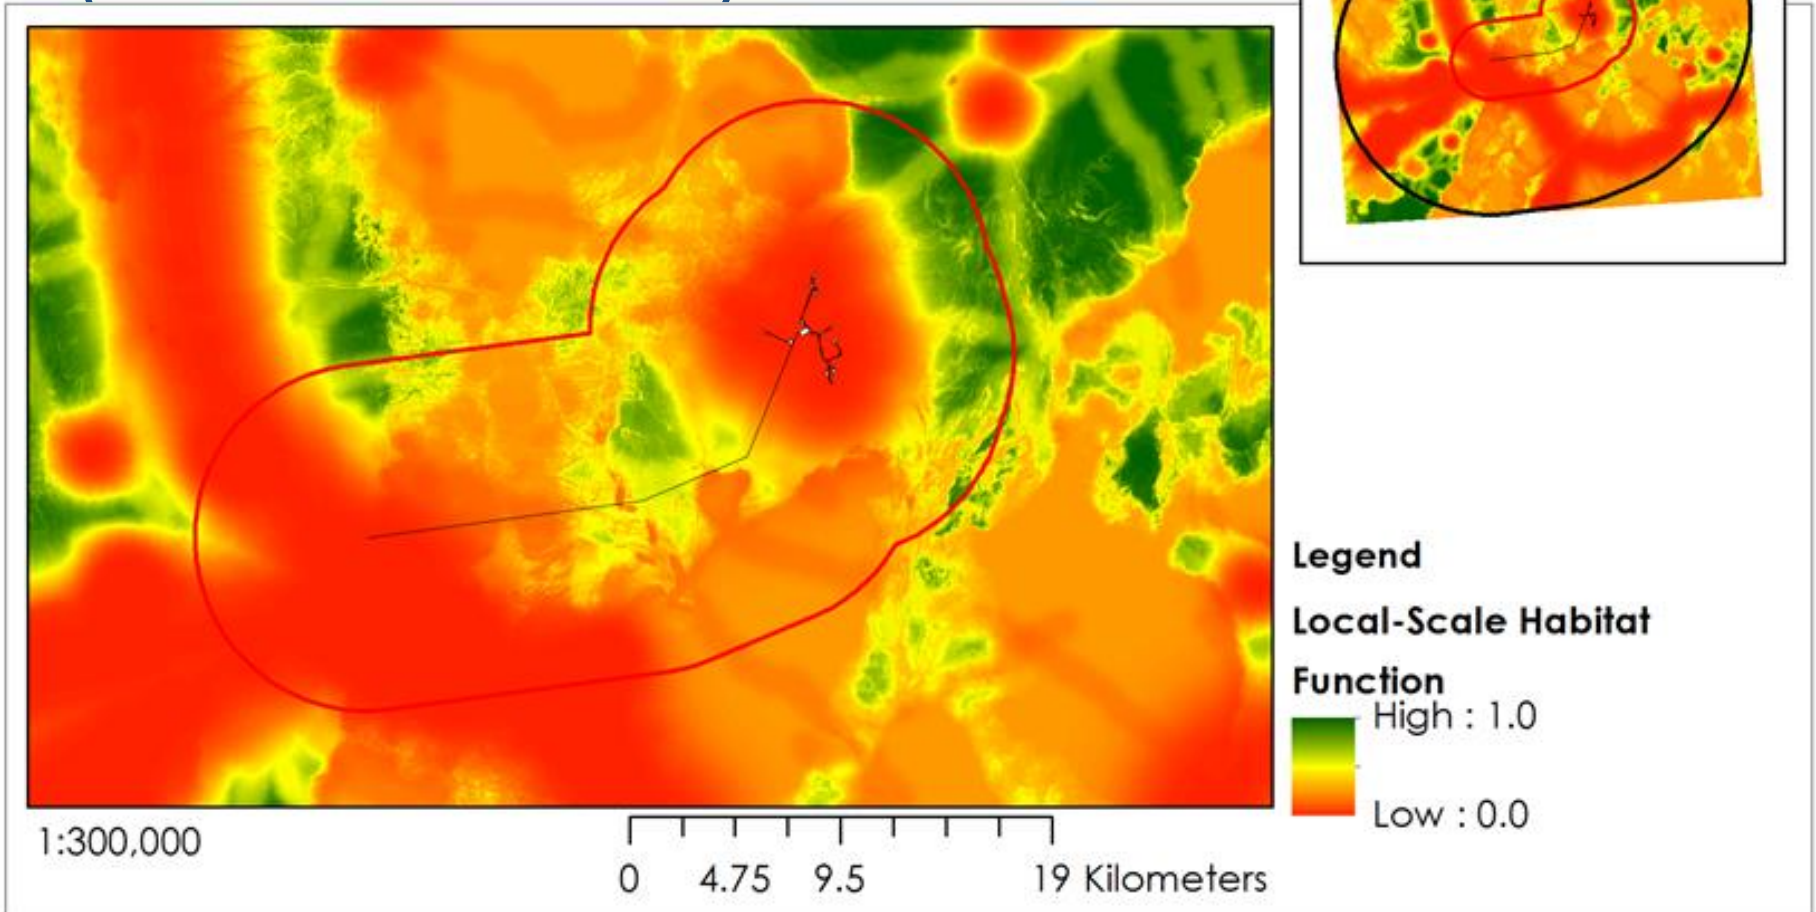 Legend
Local-Scale Habitat
Function
High : 1.0
Low : 0.0
1:300,000
0 4.75 9.5 19 Kilometers